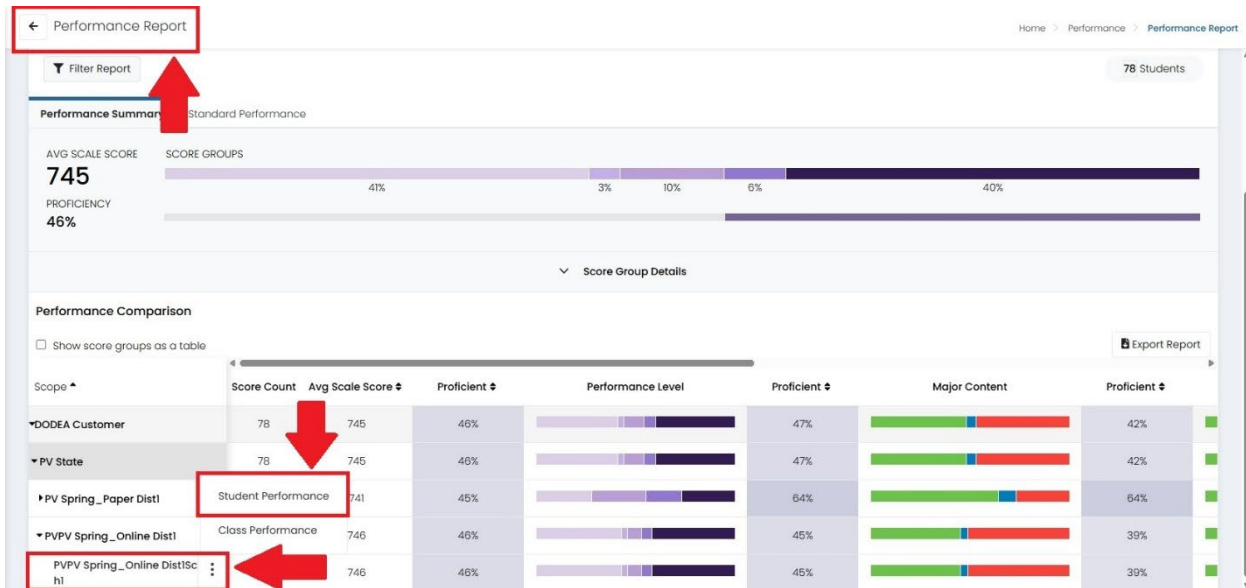 Performance Report
Home > Performance > Performance Report
Filter Report
78 Students
Performance Summary
Standard Performance
AVG SCALE SCORE
SCORE GROUPS
745
41% 3% 10% 6% 40%
PROFICIENCY
46%
Score Group Details
Performance Comparison
Show score groups as a table
Export Report
Scope Score Count Avg Scale Score Proficient Performance Level Proficient Major Content Proficient
DODEA Customer 78 745 46% 47% 42%
PV State 78 745 46% 47% 42%
PV Spring_Paper Dist1 Student Performance 741 45% 64% 64%
PVPV Spring_Online Dist1 Class Performance 746 46% 45% 39%
PVPV Spring_Online Dist1Sc 746 46% 45% 39%
h1